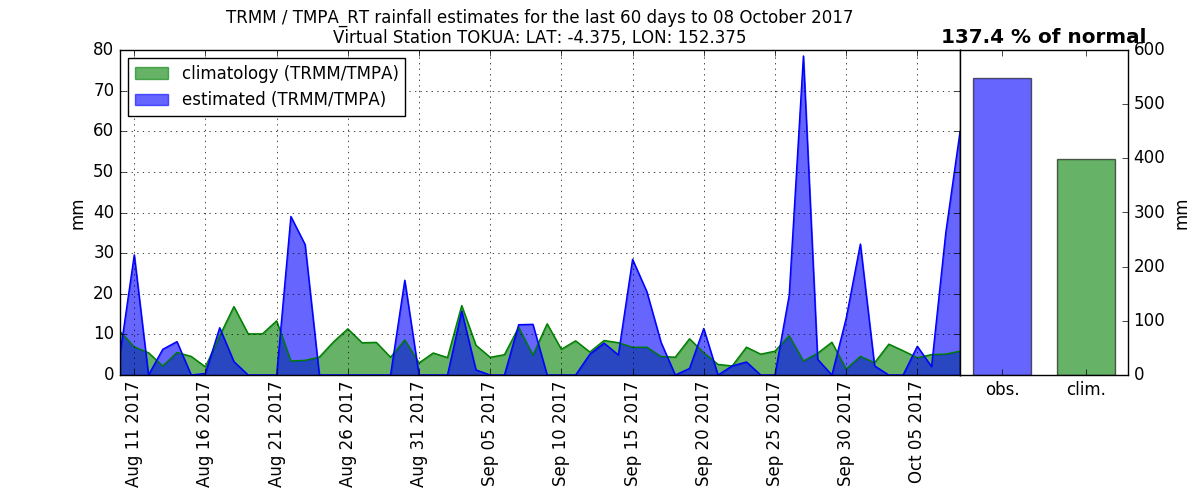 TRMM / TMPA_RT rainfall estimates for the last 60 days to 08 October 2017
Virtual Station TOKUA: LAT: -4.375, LON: 152.375
137.4 % of normal
climatology (TRMM/TMPA)
estimated (TRMM/TMPA)
mm
80
70
60
50
40
30
20
10
0
Aug 11 2017
Aug 16 2017
Aug 21 2017
Aug 26 2017
Aug 31 2017
Sep 05 2017
Sep 10 2017
Sep 15 2017
Sep 20 2017
Sep 25 2017
Sep 30 2017
Oct 05 2017
obs.
clim.
600
500
400
300
200
100
0
mm